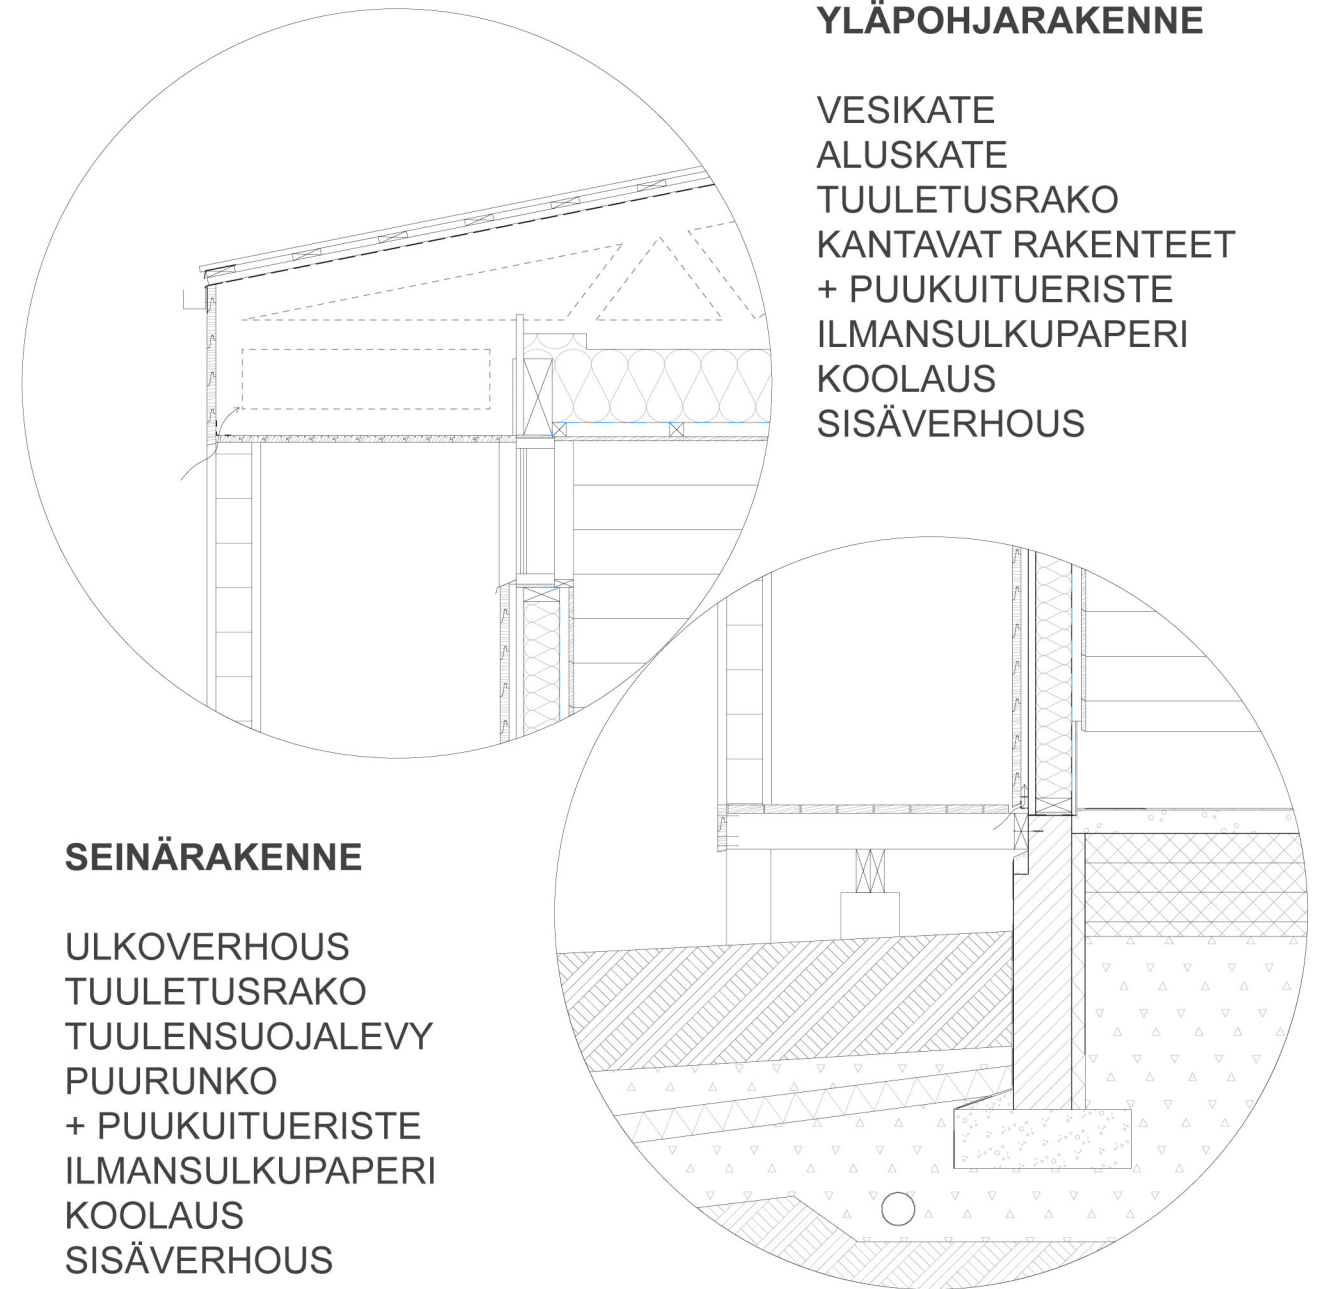 YLÄPOHJARAKENNE
VESIKATE
ALUSKATE
TUULETUSRAKO
KANTAVAT RAKENTEET
+ PUUKUITUERISTE
ILMANSULKUPAPERI
KOOLAUS
SISÄVERHOUS
SEINÄRAKENNE
ULKOVERHOUS
TUULETUSRAKO
TUULENSUOJALEVY
PUURUNKO
+ PUUKUITUERISTE
ILMANSULKUPAPERI
KOOLAUS
SISÄVERHOUS